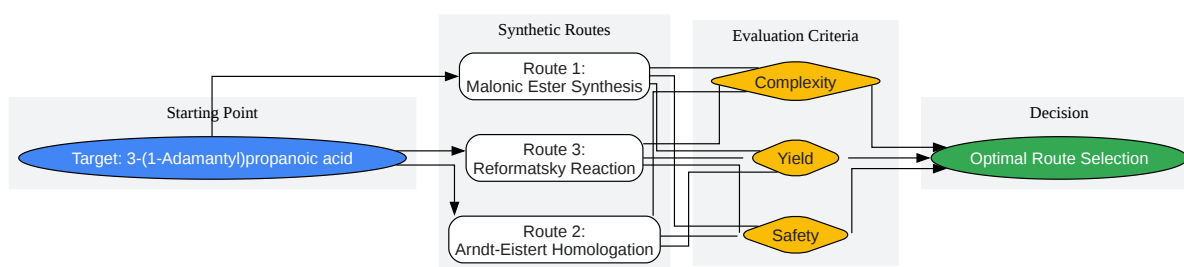 Starting Point
Target: 3-(1-Adamantyl)propanoic acid
Synthetic Routes
Route 1:
Malonic Ester Synthesis
Route 3:
Reformatsky Reaction
Route 2:
Arndt-Eistert Homologation
Evaluation Criteria
Complexity
Yield
Safety
Decision
Optimal Route Selection